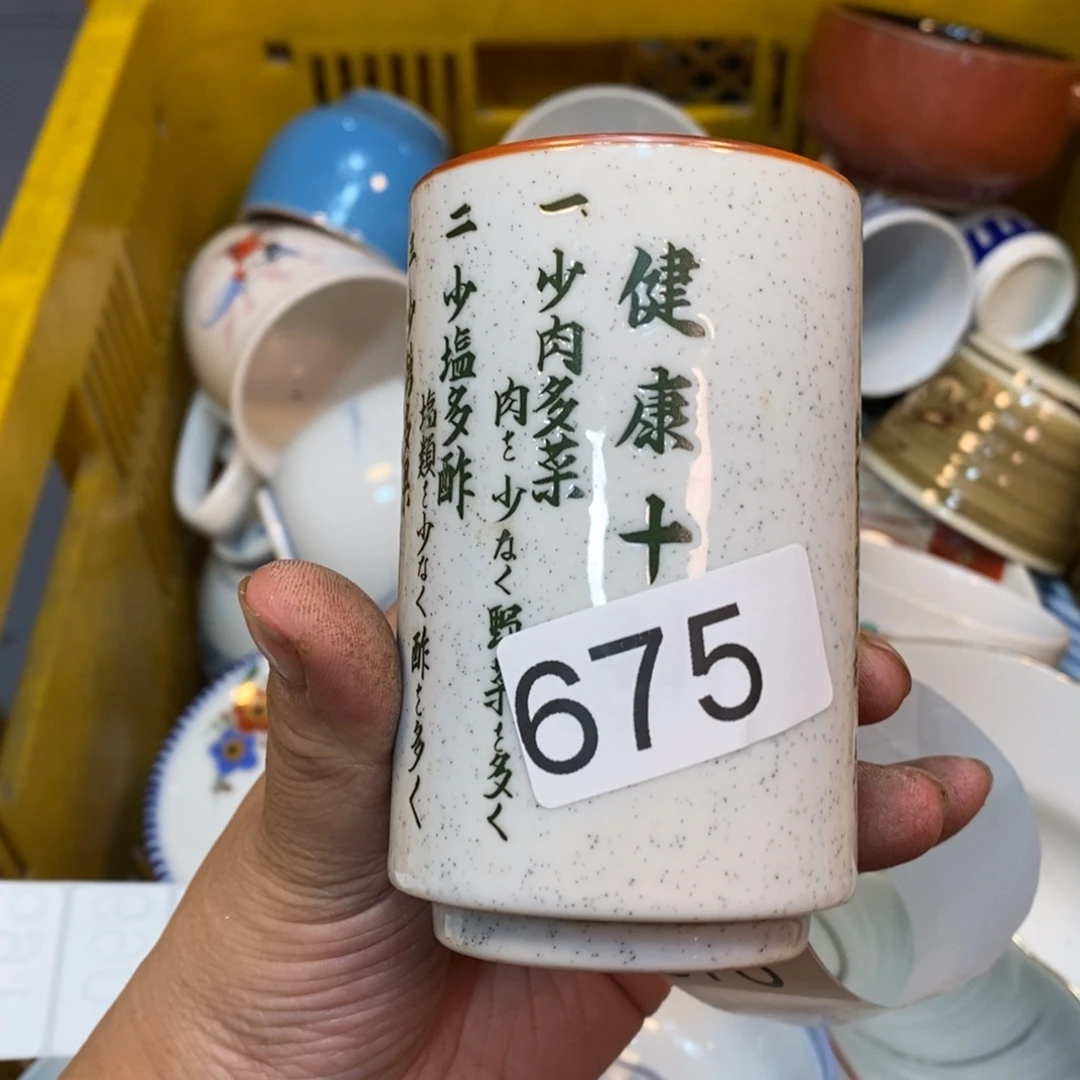 健康十
一 少肉多菜
肉を少なく野菜を多く
二 少塩多酢
塩類を少なく酢を多く
675